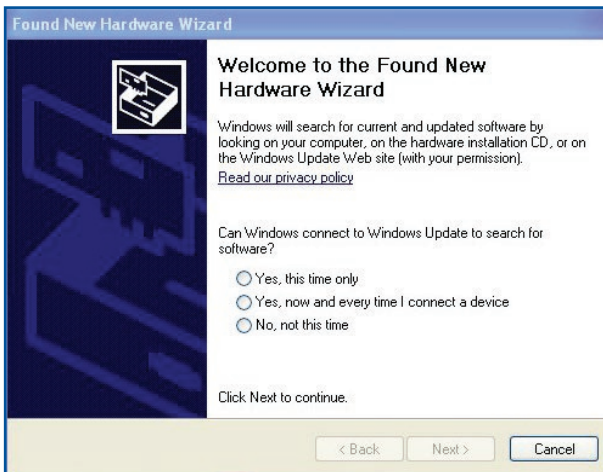 Found New Hardware Wizard
Welcome to the Found New
Hardware Wizard
Windows will search for current and updated software by
looking on your computer, on the hardware installation CD, or on
the Windows Update Web site (with your permission).
Read our privacy policy
Can Windows connect to Windows Update to search for
software?
Yes, this time only
Yes, now and every time I connect a device
No, not this time
Click Next to continue.
< Back
Next >
Cancel